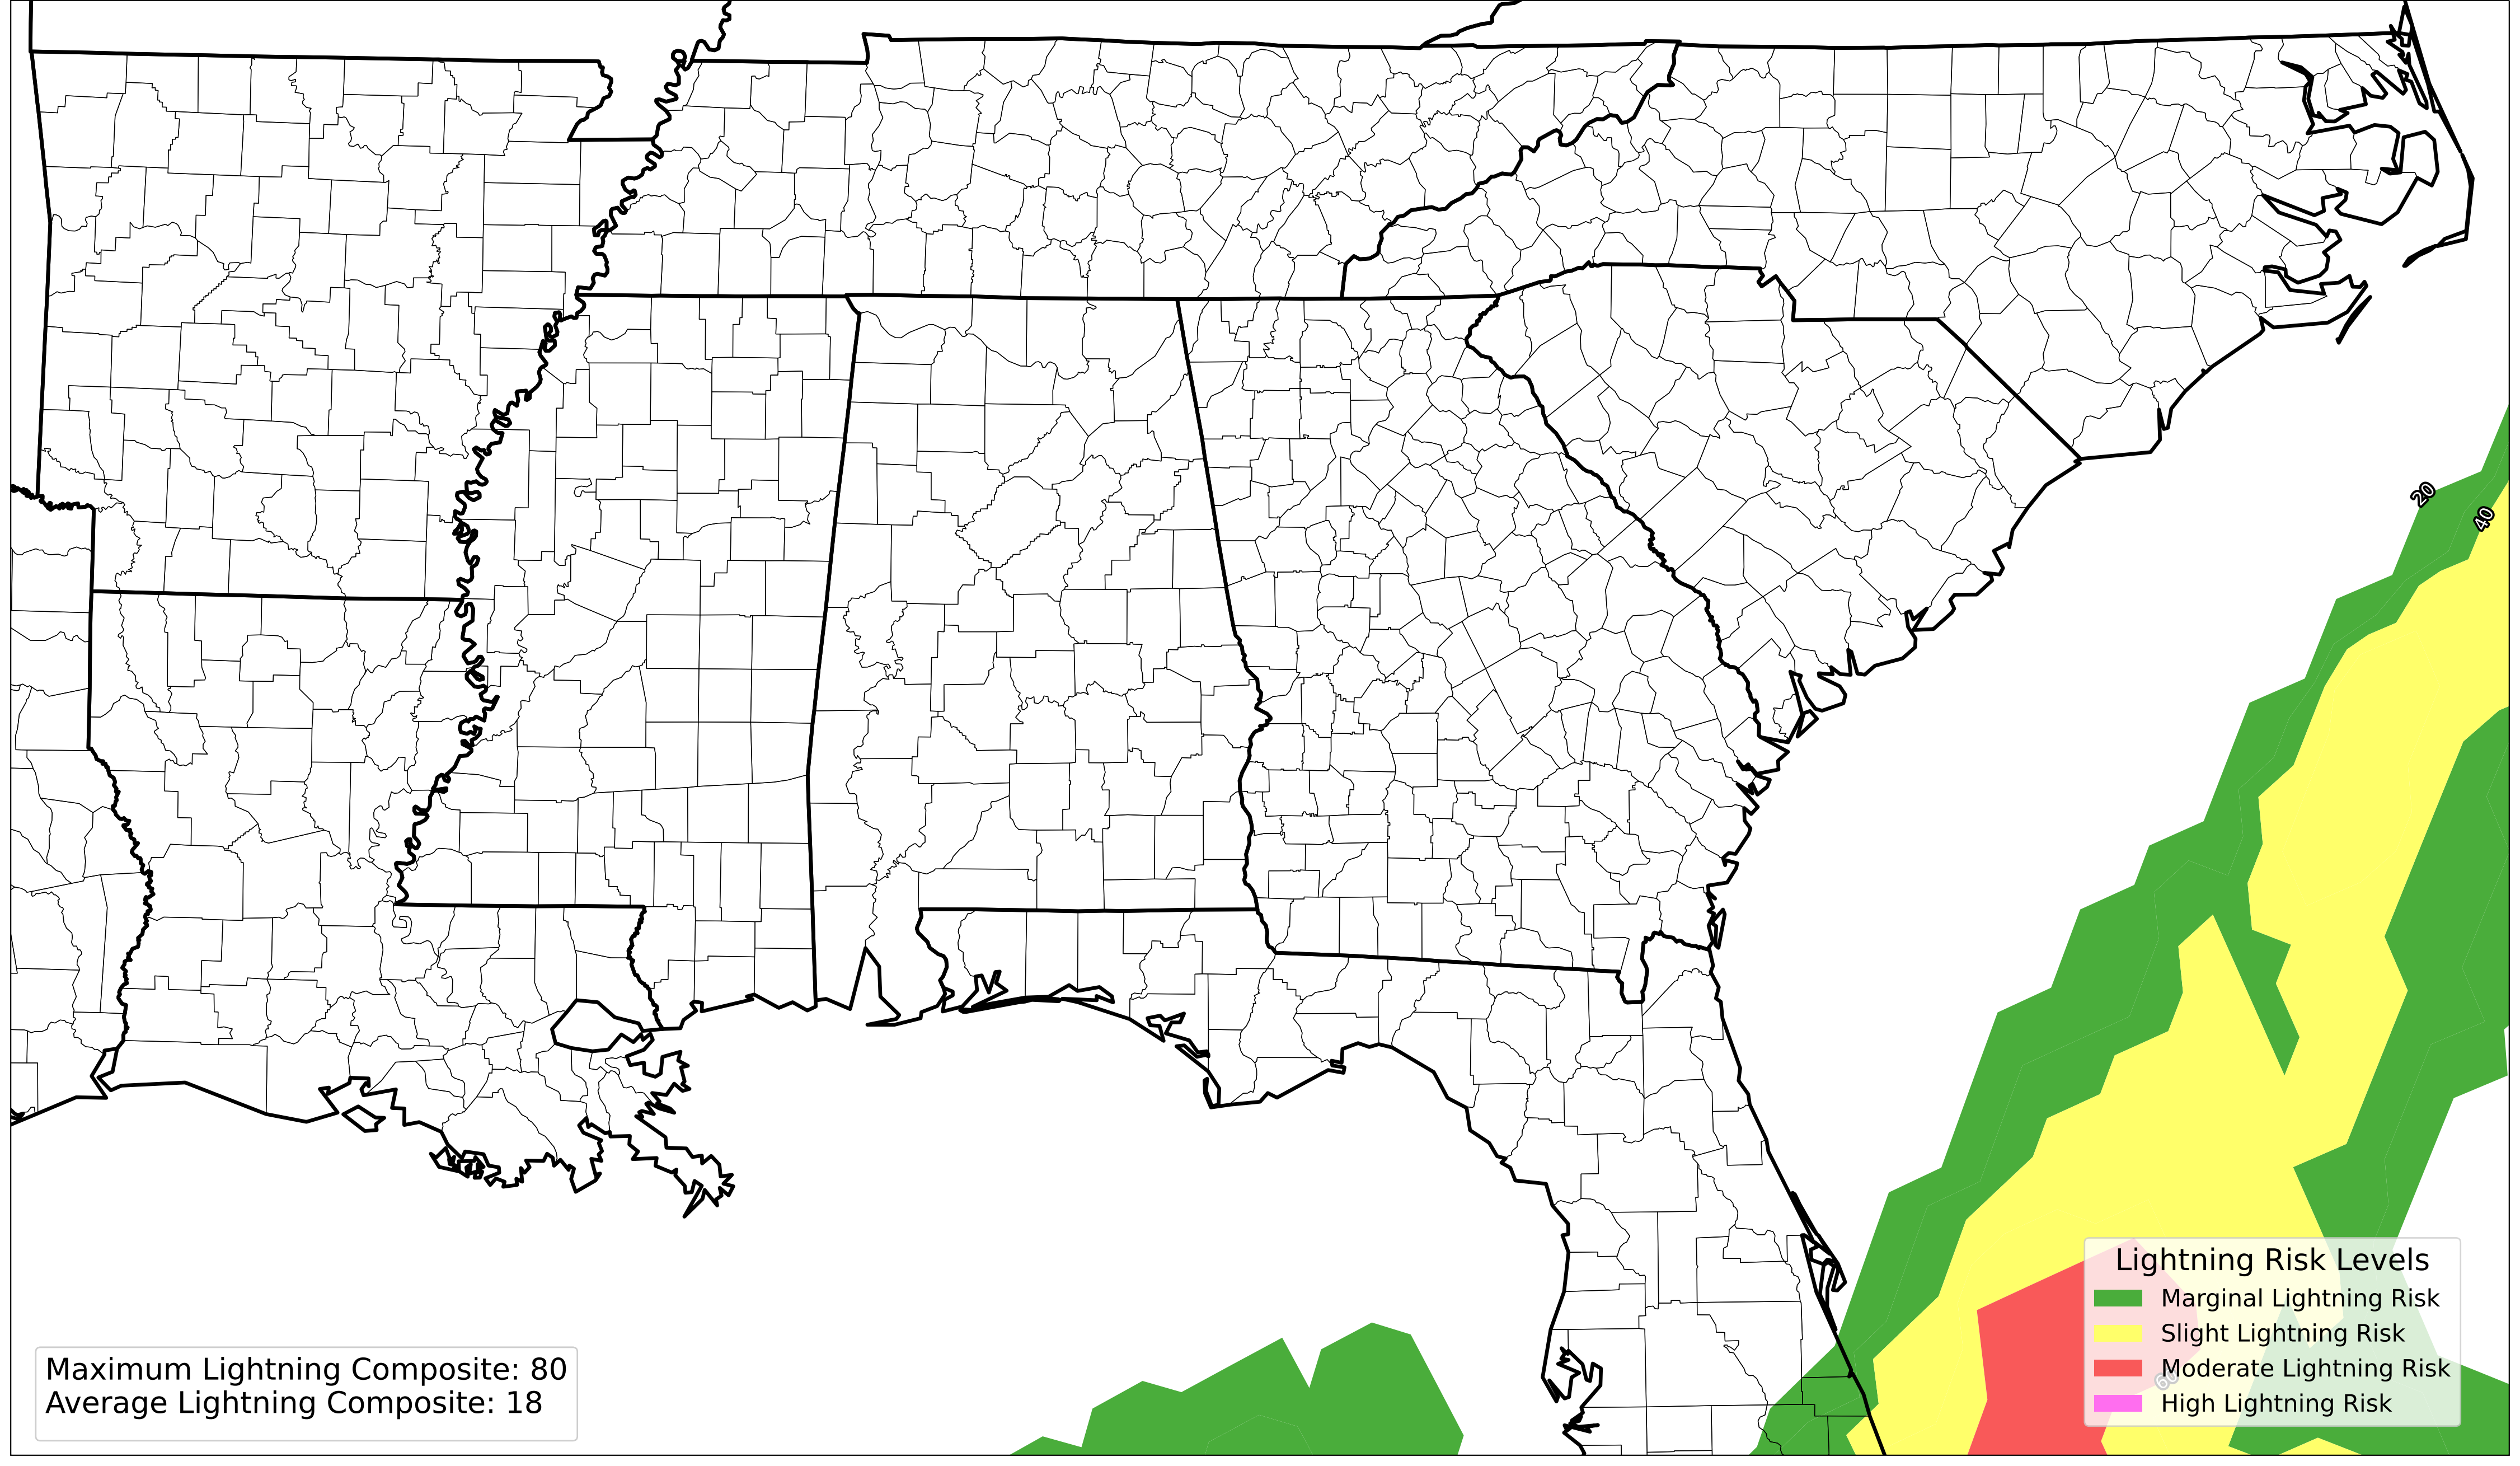 20
40
Lightning Risk Levels
Marginal Lightning Risk
Slight Lightning Risk
Moderate Lightning Risk
60
High Lightning Risk
Maximum Lightning Composite: 80
Average Lightning Composite: 18